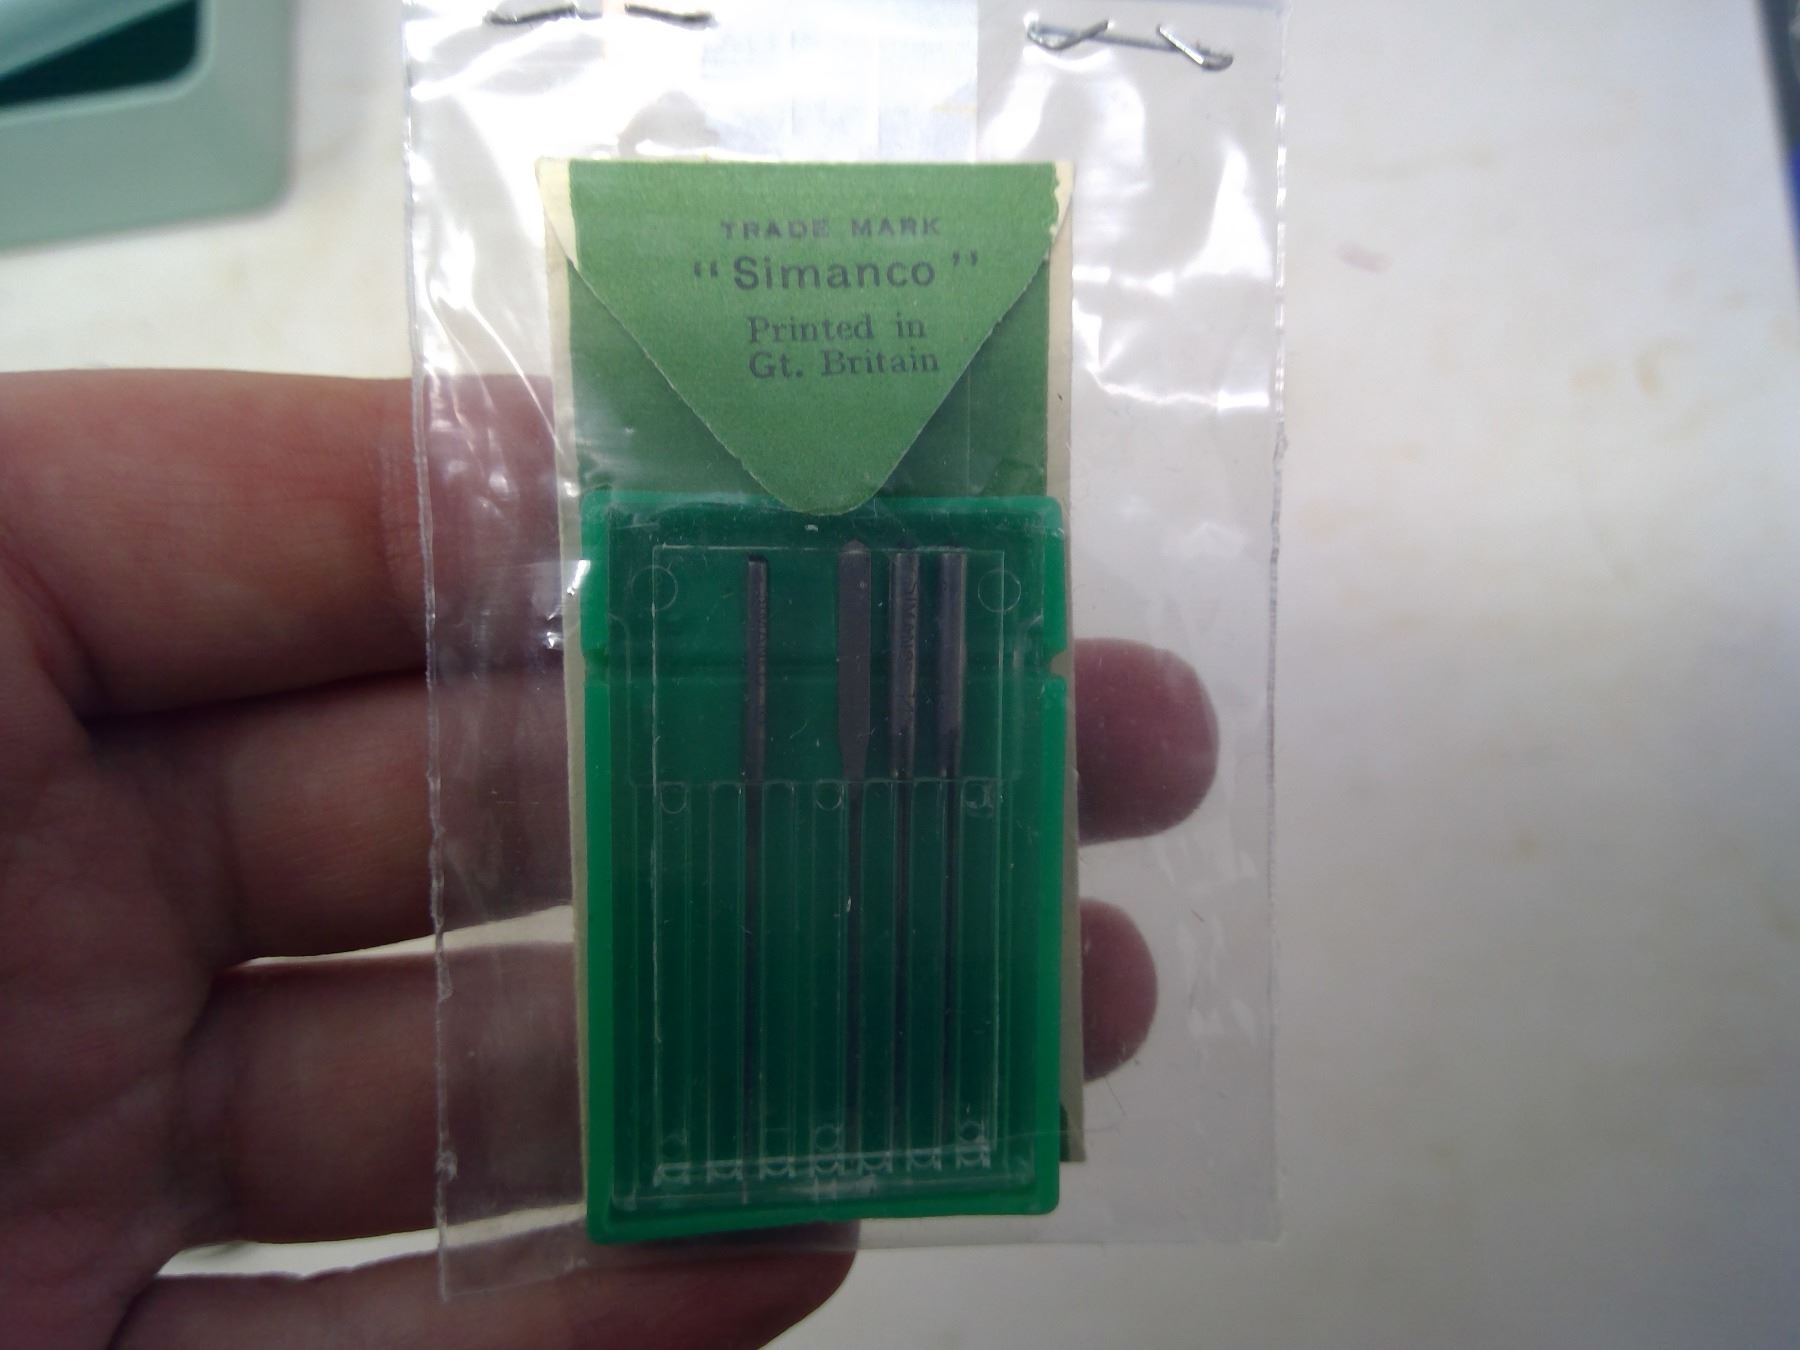 TRADE MARK
“Simanco”
Printed in
Gt. Britain